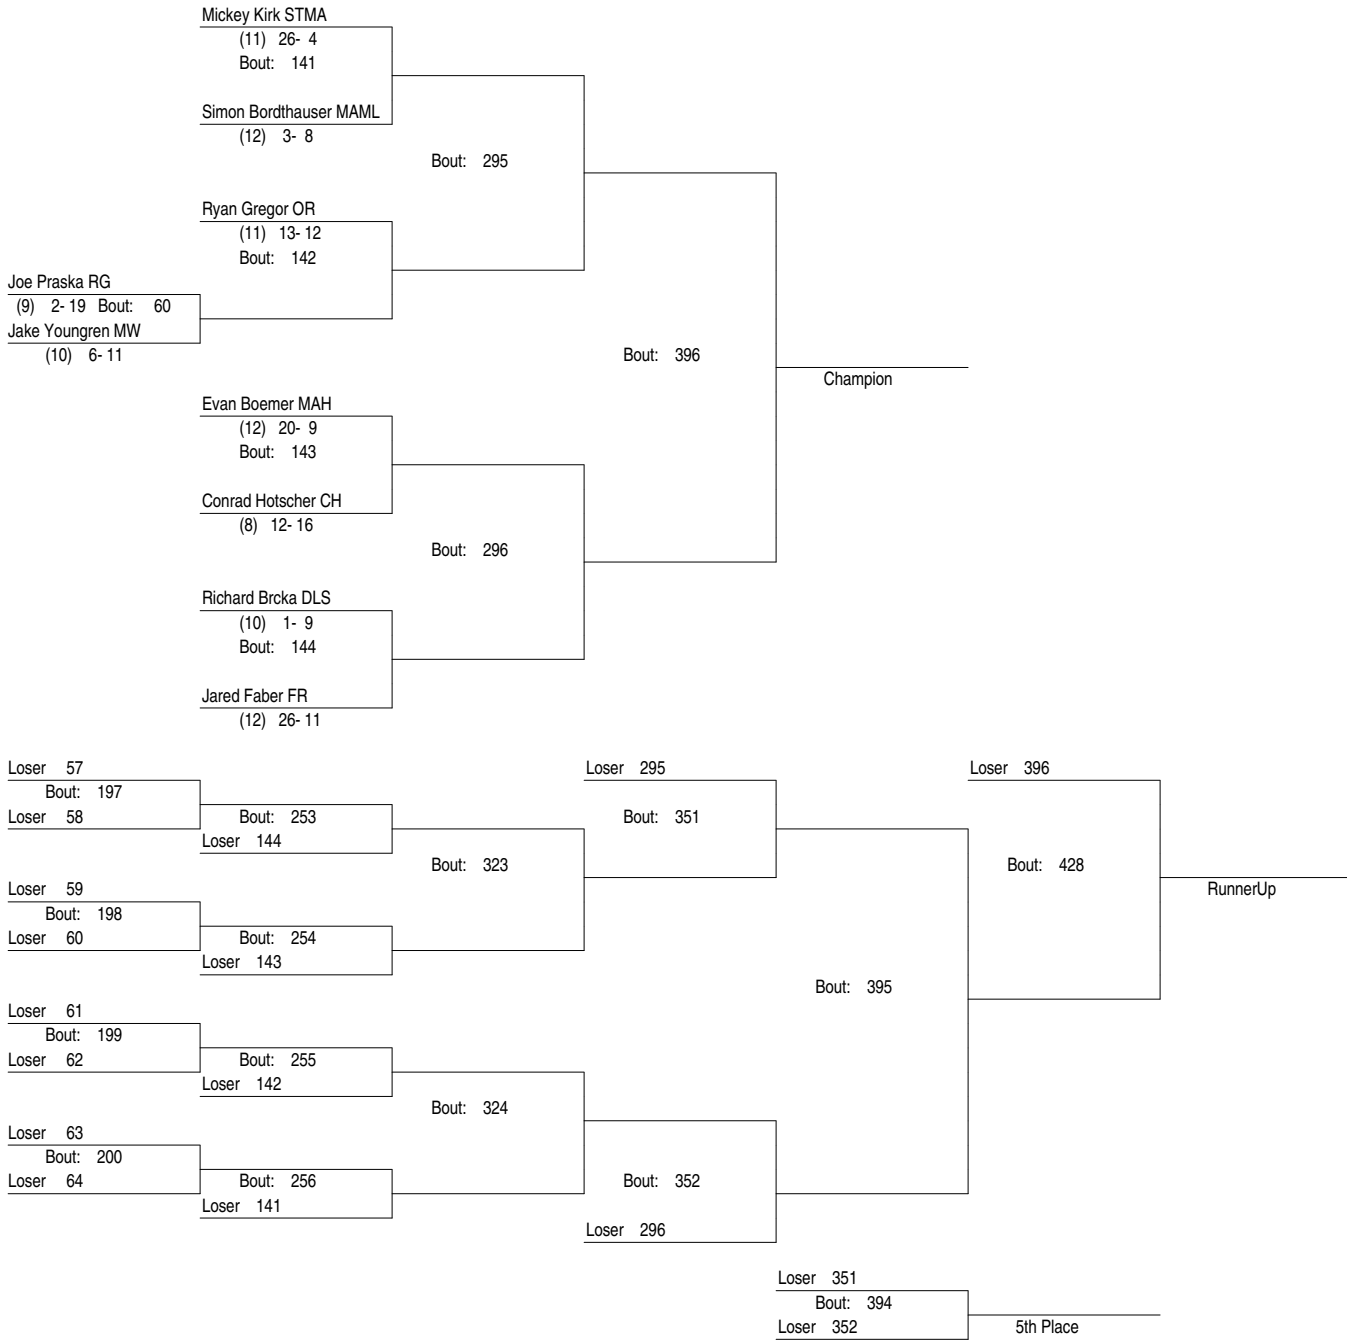 Mickey Kirk STMA
(11) 26- 4
Bout: 141
Simon Bordthauser MAML
(12) 3- 8
Bout: 295
Ryan Gregor OR
(11) 13- 12
Bout: 142
Joe Praska RG
(9) 2- 19 Bout: 60
Jake Youngren MW
(10) 6- 11
Bout: 396
Champion
Evan Boemer MAH
(12) 20- 9
Bout: 143
Conrad Hotscher CH
(8) 12- 16
Bout: 296
Richard Brcka DLS
(10) 1- 9
Bout: 144
Jared Faber FR
(12) 26- 11
Loser 57
Bout: 197
Loser 58
Bout: 253
Loser 144
Bout: 323
Loser 295
Bout: 351
Loser 396
Bout: 428
RunnerUp
Loser 59
Bout: 198
Loser 60
Bout: 254
Loser 143
Bout: 395
Loser 61
Bout: 199
Loser 62
Bout: 255
Loser 142
Bout: 324
Loser 63
Bout: 200
Loser 64
Bout: 256
Loser 141
Bout: 352
Loser 296
Loser 351
Bout: 394
Loser 352
5th Place